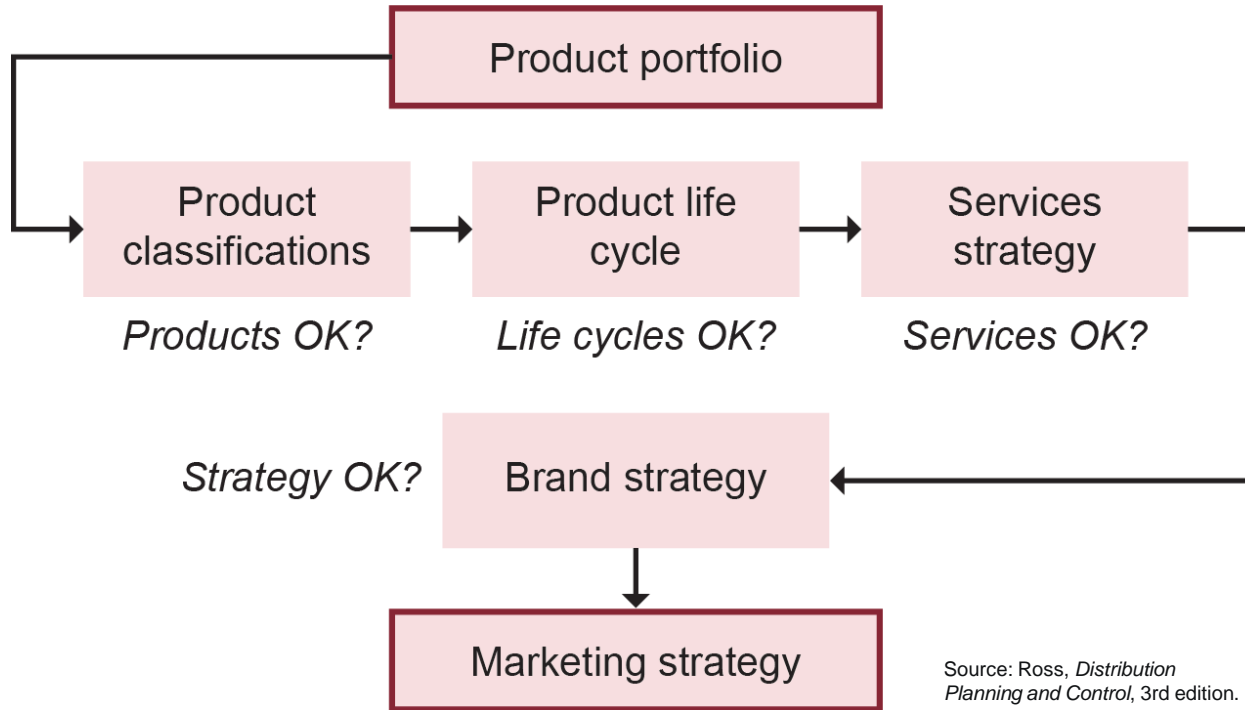 Product portfolio
Product
classifications
Product life
cycle
Services
strategy
Products OK?
Life cycles OK?
Services OK?
Strategy OK?
Brand strategy
Marketing strategy
Source: Ross, Distribution
Planning and Control, 3rd edition.